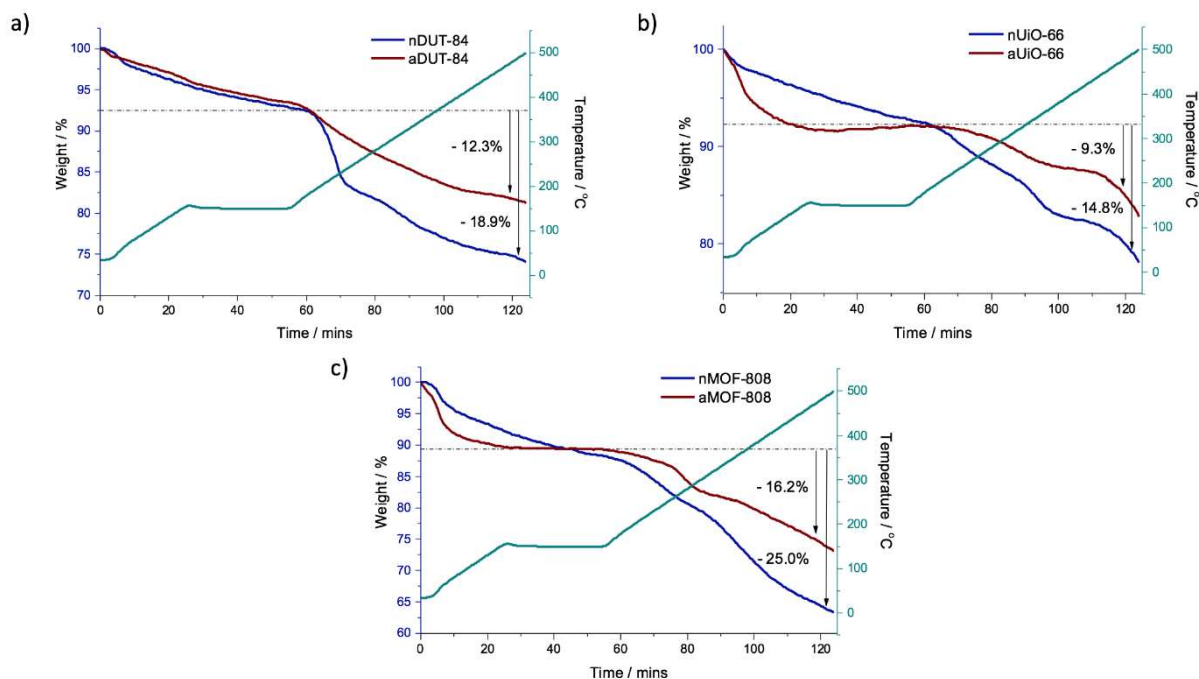 a)
nDUT-84
aDUT-84
100
95
90
85
80
75
70
Weight / %
500
400
300
200
100
0
Temperature / °C
- 12.3%
- 18.9%
0 20 40 60 80 100 120
Time / mins
b)
nUiO-66
aUiO-66
100
90
80
Weight / %
500
400
300
200
100
0
Temperature / °C
- 9.3%
- 14.8%
0 20 40 60 80 100 120
Time / mins
c)
nMOF-808
aMOF-808
100
95
90
85
80
75
70
65
60
Weight / %
500
400
300
200
100
0
Temperature / °C
- 16.2%
- 25.0%
0 20 40 60 80 100 120
Time / mins